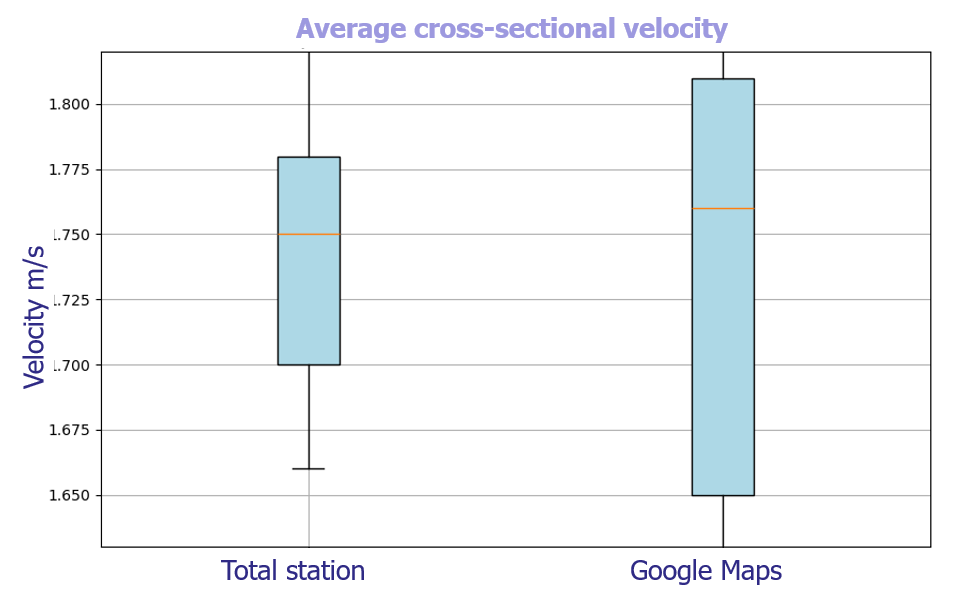 Average cross-sectional velocity
1.800
1.775
1.750
1.725
1.700
1.675
1.650
Velocity m/s
Total station
Google Maps